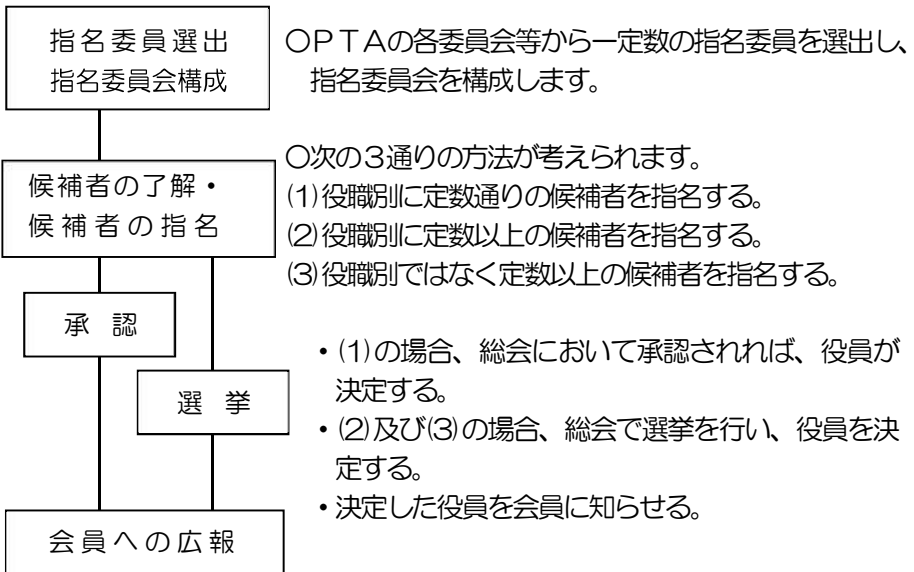 指名委員選出
指名委員会構成
〇ＰＴＡの各委員会等から一定数の指名委員を選出し、
指名委員会を構成します。
候補者の了解・
候補者の指名
〇次の３通りの方法が考えられます。
(1)役職別に定数通りの候補者を指名する。
(2)役職別に定数以上の候補者を指名する。
(3)役職別ではなく定数以上の候補者を指名する。
承認
選挙
・(1)の場合、総会において承認されれば、役員が
決定する。
・(2)及び(3)の場合、総会で選挙を行い、役員を決
定する。
・決定した役員を会員に知らせる。
会員への広報